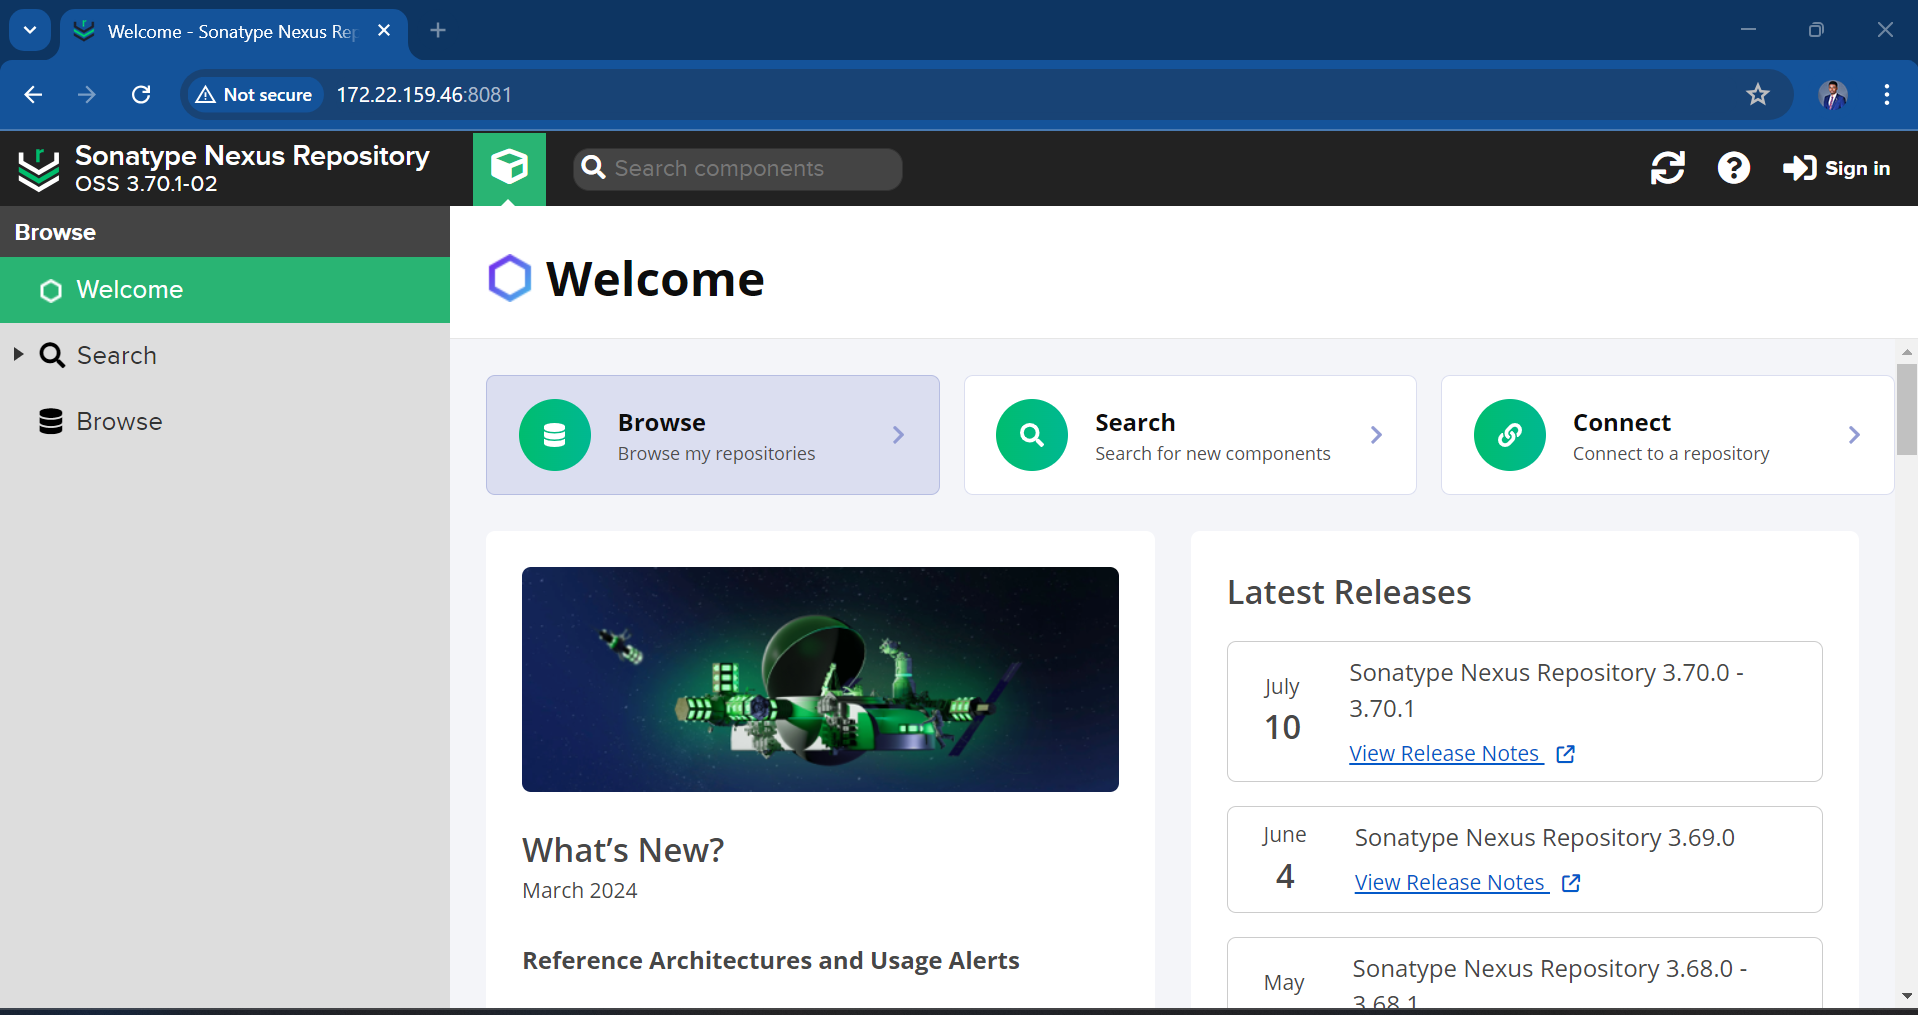 Welcome - Sonatype Nexus Rep
Not secure
172.22.159.46:8081
Sonatype Nexus Repository
OSS 3.70.1-02
Search components
Sign in
Browse
Welcome
Search
Browse
Welcome
Browse
Browse my repositories
Search
Search for new components
Connect
Connect to a repository
What's New?
March 2024
Reference Architectures and Usage Alerts
Latest Releases
July
10
Sonatype Nexus Repository 3.70.0 -
3.70.1
View Release Notes
June
4
Sonatype Nexus Repository 3.69.0
View Release Notes
May
Sonatype Nexus Repository 3.68.0 -
3.68.1